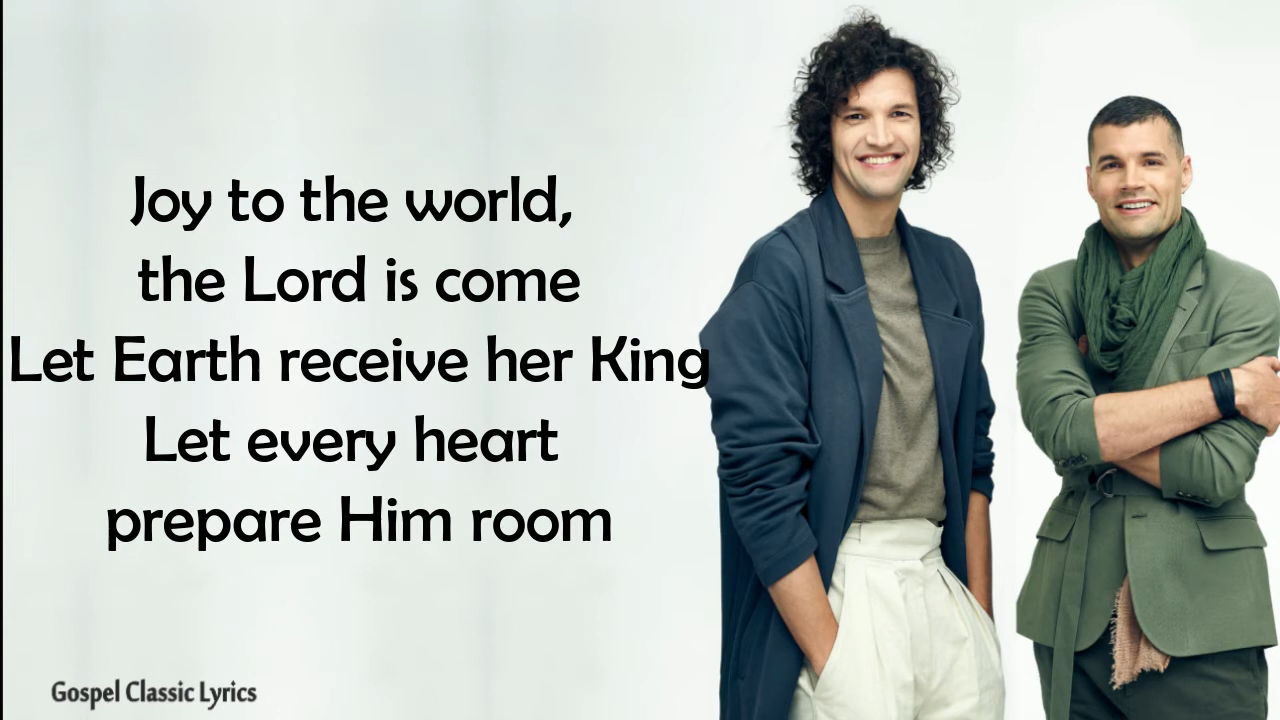 Joy to the world,
the Lord is come
Let Earth receive her King
Let every heart
prepare Him room
Gospel Classic Lyrics